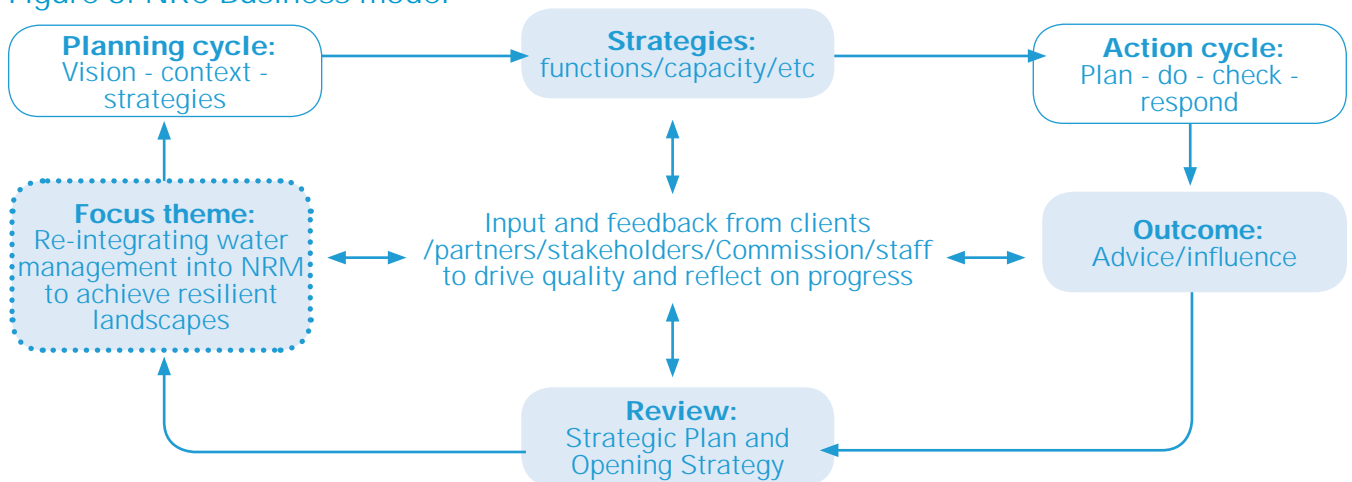 Planning cycle:
Vision - context -
strategies
Strategies:
functions/capacity/etc
Action cycle:
Plan - do - check -
respond
Focus theme:
Re-integrating water
management into NRM
to achieve resilient
landscapes
Input and feedback from clients
/partners/stakeholders/Commission/staff
to drive quality and reflect on progress
Outcome:
Advice/influence
Review:
Strategic Plan and
Opening Strategy